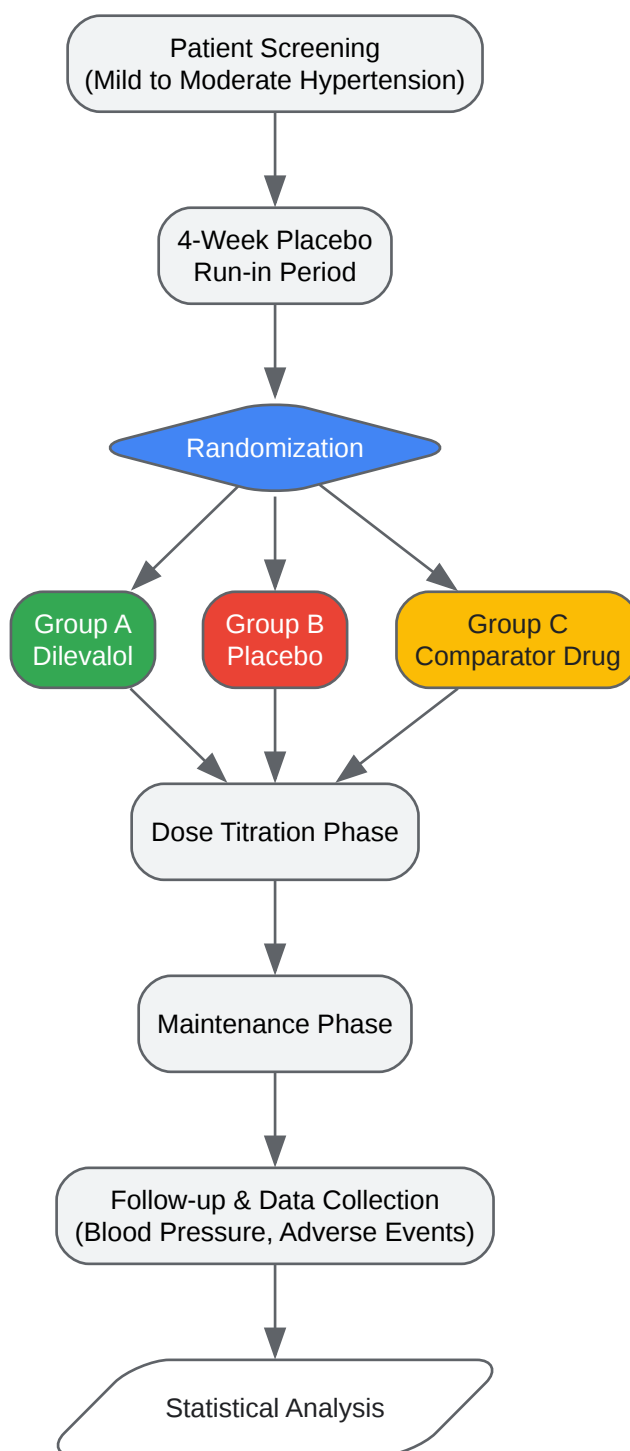 Patient Screening
(Mild to Moderate Hypertension)
4-Week Placebo
Run-in Period
Randomization
Group A
Dilevalol
Group B
Placebo
Group C
Comparator Drug
Dose Titration Phase
Maintenance Phase
Follow-up & Data Collection
(Blood Pressure, Adverse Events)
Statistical Analysis